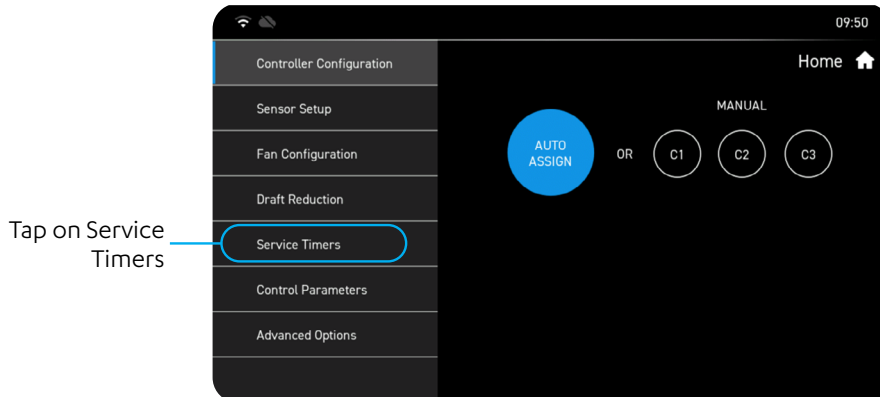 09:50
Controller Configuration
Home
Sensor Setup
MANUAL
Fan Configuration
AUTO
ASSIGN
OR
C1
C2
C3
Draft Reduction
Tap on Service
Timers
Service Timers
Control Parameters
Advanced Options